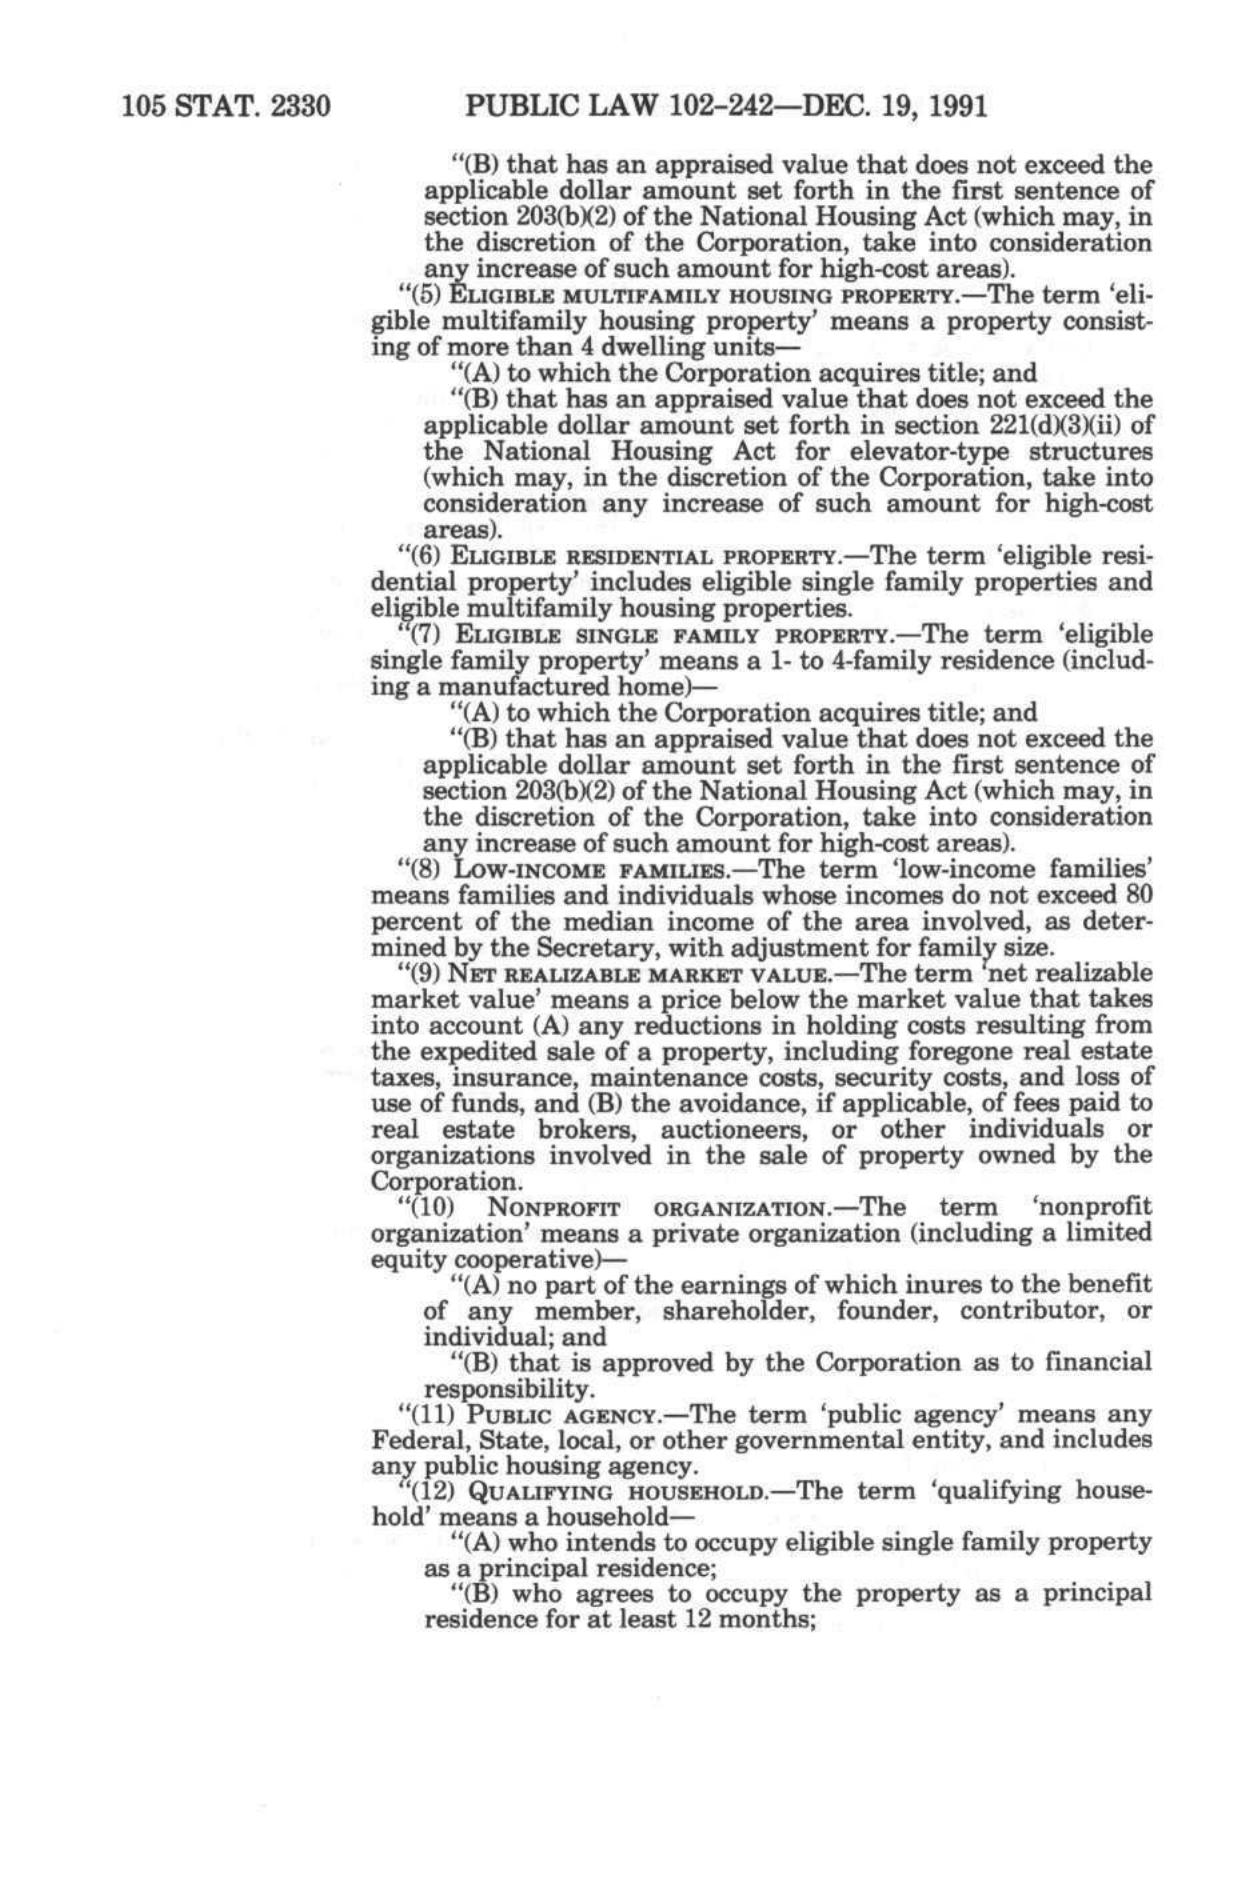 105 STAT. 2330 PUBLIC LAW 102-242—DEC. 19, 1991
"(B) that has an appraised value that does not exceed the
applicable dollar amount set forth in the first sentence of
section 203(b)(2) of the National Housing Act (which may, in
the discretion of the Corporation, take into consideration
any increase of such amount for high-cost areas).
"(5) ELIGIBLE MULTIFAMILY HOUSING PROPERTY.—The term 'eli-
gible multifamily housing property' means a property consist-
ing of more than 4 dwelling units—
"(A) to which the Corporation acquires title; and
"(B) that has an appraised value that does not exceed the
applicable dollar amount set forth in section 221(d)(3)(ii) of
the National Housing Act for elevator-type structures
(which may, in the discretion of the Corporation, take into
consideration any increase of such amount for high-cost
areas).
"(6) ELIGIBLE RESIDENTIAL PROPERTY.—The term 'eligible resi-
dential property' includes eligible single family properties and
eligible multifamily housing properties.
"(7) ELIGIBLE SINGLE FAMILY PROPERTY.—The term 'eligible
single family property' means a 1- to 4-family residence (includ-
ing a manufactured home)—
"(A) to which the Corporation acquires title; and
"(B) that has an appraised value that does not exceed the
applicable dollar amount set forth in the first sentence of
section 203(b)(2) of the National Housing Act (which may, in
the discretion of the Corporation, take into consideration
any increase of such amount for high-cost areas).
"(8) LOW-INCOME FAMILIES.—The term 'low-income families'
means families and individuals whose incomes do not exceed 80
percent of the median income of the area involved, as deter-
mined by the Secretary, with adjustment for family size.
"(9) NET REALIZABLE MARKET VALUE.—The term 'net realizable
market value' means a price below the market value that takes
into account (A) any reductions in holding costs resulting from
the expedited sale of a property, including foregone real estate
taxes, insurance, maintenance costs, security costs, and loss of
use of funds, and (B) the avoidance, if applicable, of fees paid to
real estate brokers, auctioneers, or other individuals or
organizations involved in the sale of property owned by the
Corporation.
"(10) NONPROFIT ORGANIZATION.—The term 'nonprofit
organization' means a private organization (including a limited
equity cooperative)—
"(A) no part of the earnings of which inures to the benefit
of any member, shareholder, founder, contributor, or
individual; and
"(B) that is approved by the Corporation as to financial
responsibility.
"(11) PUBLIC AGENCY.—The term 'public agency' means any
Federal, State, local, or other governmental entity, and includes
any public housing agency.
"(12) QUALIFYING HOUSEHOLD.—The term 'qualifying house-
hold' means a household—
"(A) who intends to occupy eligible single family property
as a principal residence;
"(B) who agrees to occupy the property as a principal
residence for at least 12 months;